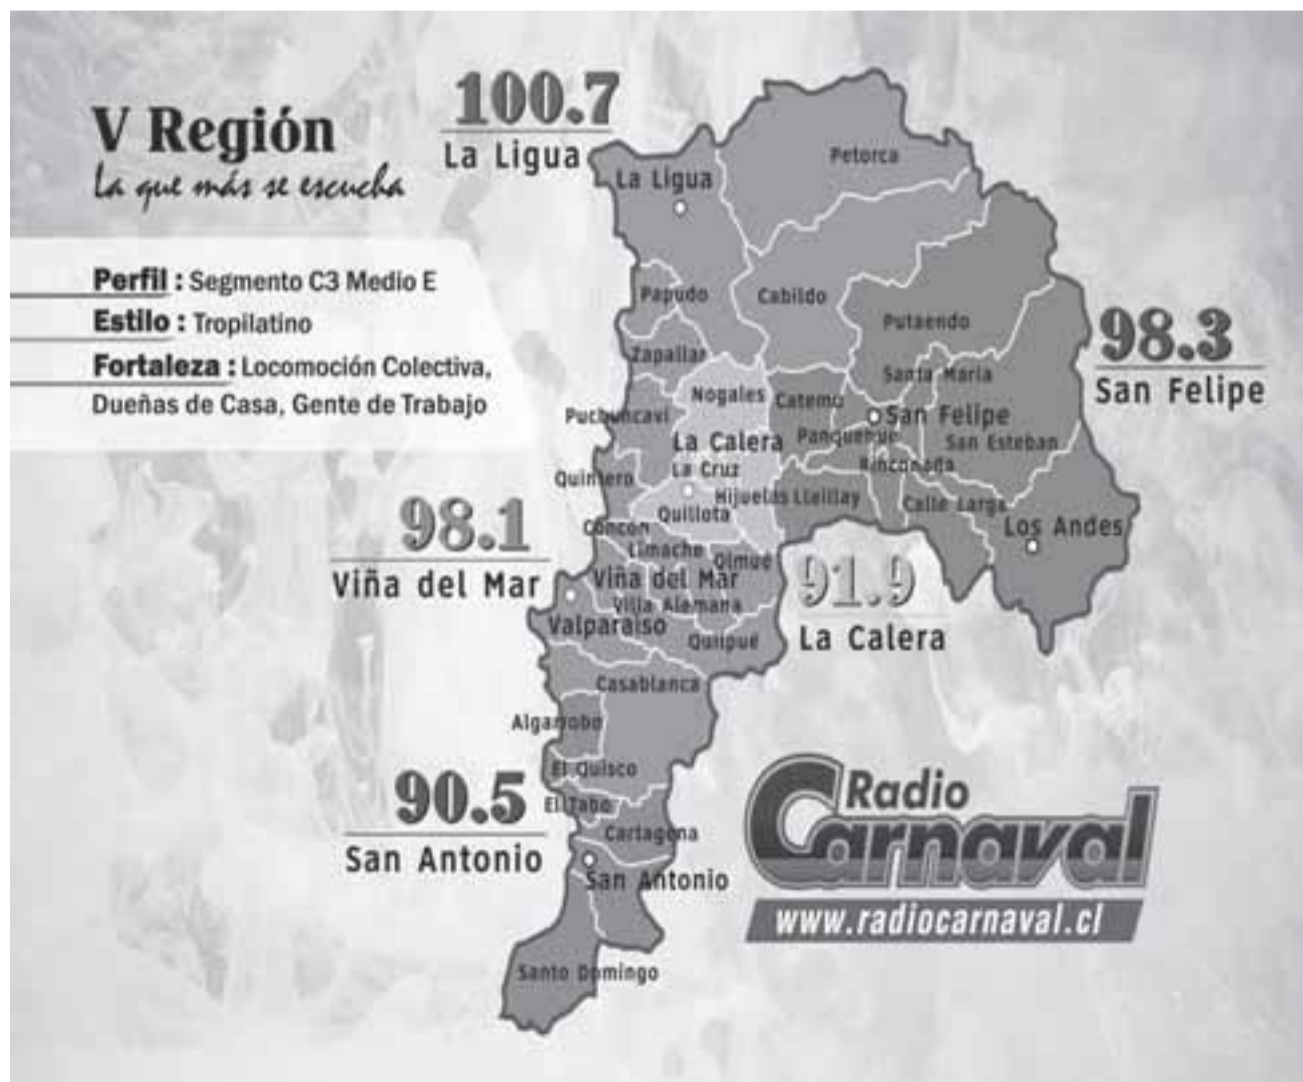 V Región
La que más se escucha
Perfil : Segmento C3 Medio E
Estilo : Tropilatino
Fortaleza : Locomoción Colectiva,
Dueñas de Casa, Gente de Trabajo
100.7
La Ligua
98.3
San Felipe
98.1
Viña del Mar
91.9
La Calera
90.5
San Antonio
La Ligua
Petorca
Papudo
Cabildo
Zapallar
Putaendo
Santa Maria
Nogales
Catemu
San Felipe
Puchuncavi
La Calera
Panquehue
San Esteban
La Cruz
Rinconada
Quintero
Hijuelas
Llaillay
Calle Larga
Quillota
Los Andes
Concon
Limache
Olmué
Viña del Mar
Villa Alemana
Valparaiso
Quilpué
Casablanca
Algarrobo
El Quisco
El Tabo
Cartagena
San Antonio
Santo Domingo
Radio
Carnaval
www.radiocarnaval.cl